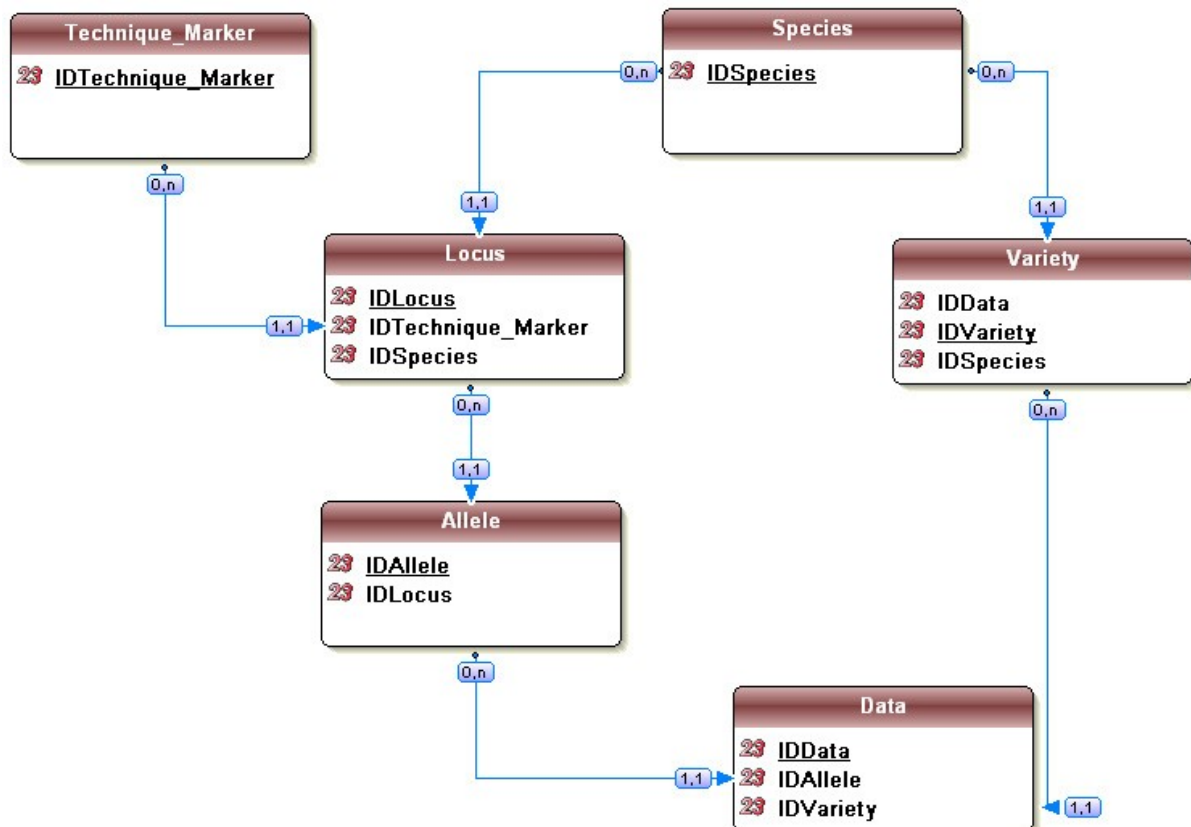 Technique_Marker
23 IDTechnique_Marker
0,n
Species
23 IDSpecies
0,n
0,n
1,1
1,1
1,1
Locus
23 IDLocus
23 IDTechnique_Marker
23 IDSpecies
0,n
Variety
23 IDData
23 IDVariety
23 IDSpecies
0,n
1,1
Allele
23 IDAllele
23 IDLocus
0,n
1,1
Data
23 IDData
23 IDAllele
23 IDVariety
1,1